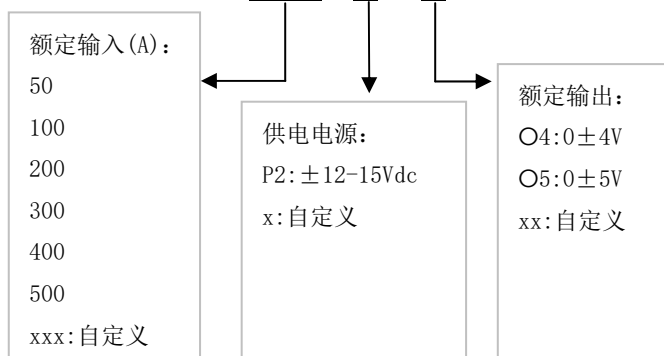 额定输入(A):
50
100
200
300
400
500
xxx:自定义
供电电源:
P2:±12-15Vdc
x:自定义
额定输出:
O4:0±4V
O5:0±5V
xx:自定义